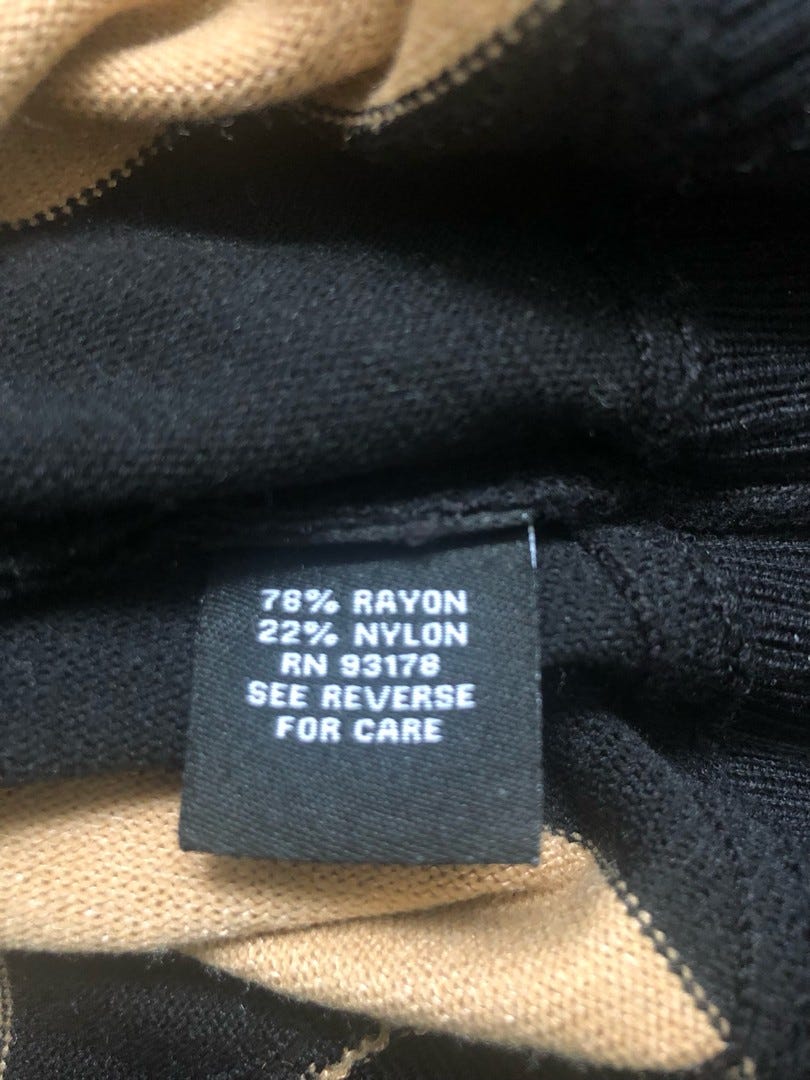 78% RAYON
22% NYLON
RN 93178
SEE REVERSE
FOR CARE